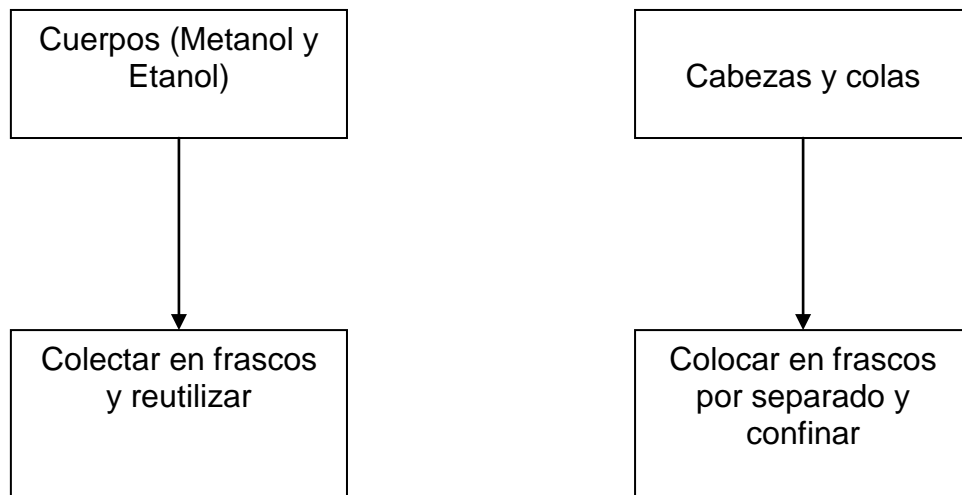 Cuerpos (Metanol y
Etanol)
Cabezas y colas
Colectar en frascos
y reutilizar
Colocar en frascos
por separado y
confinar